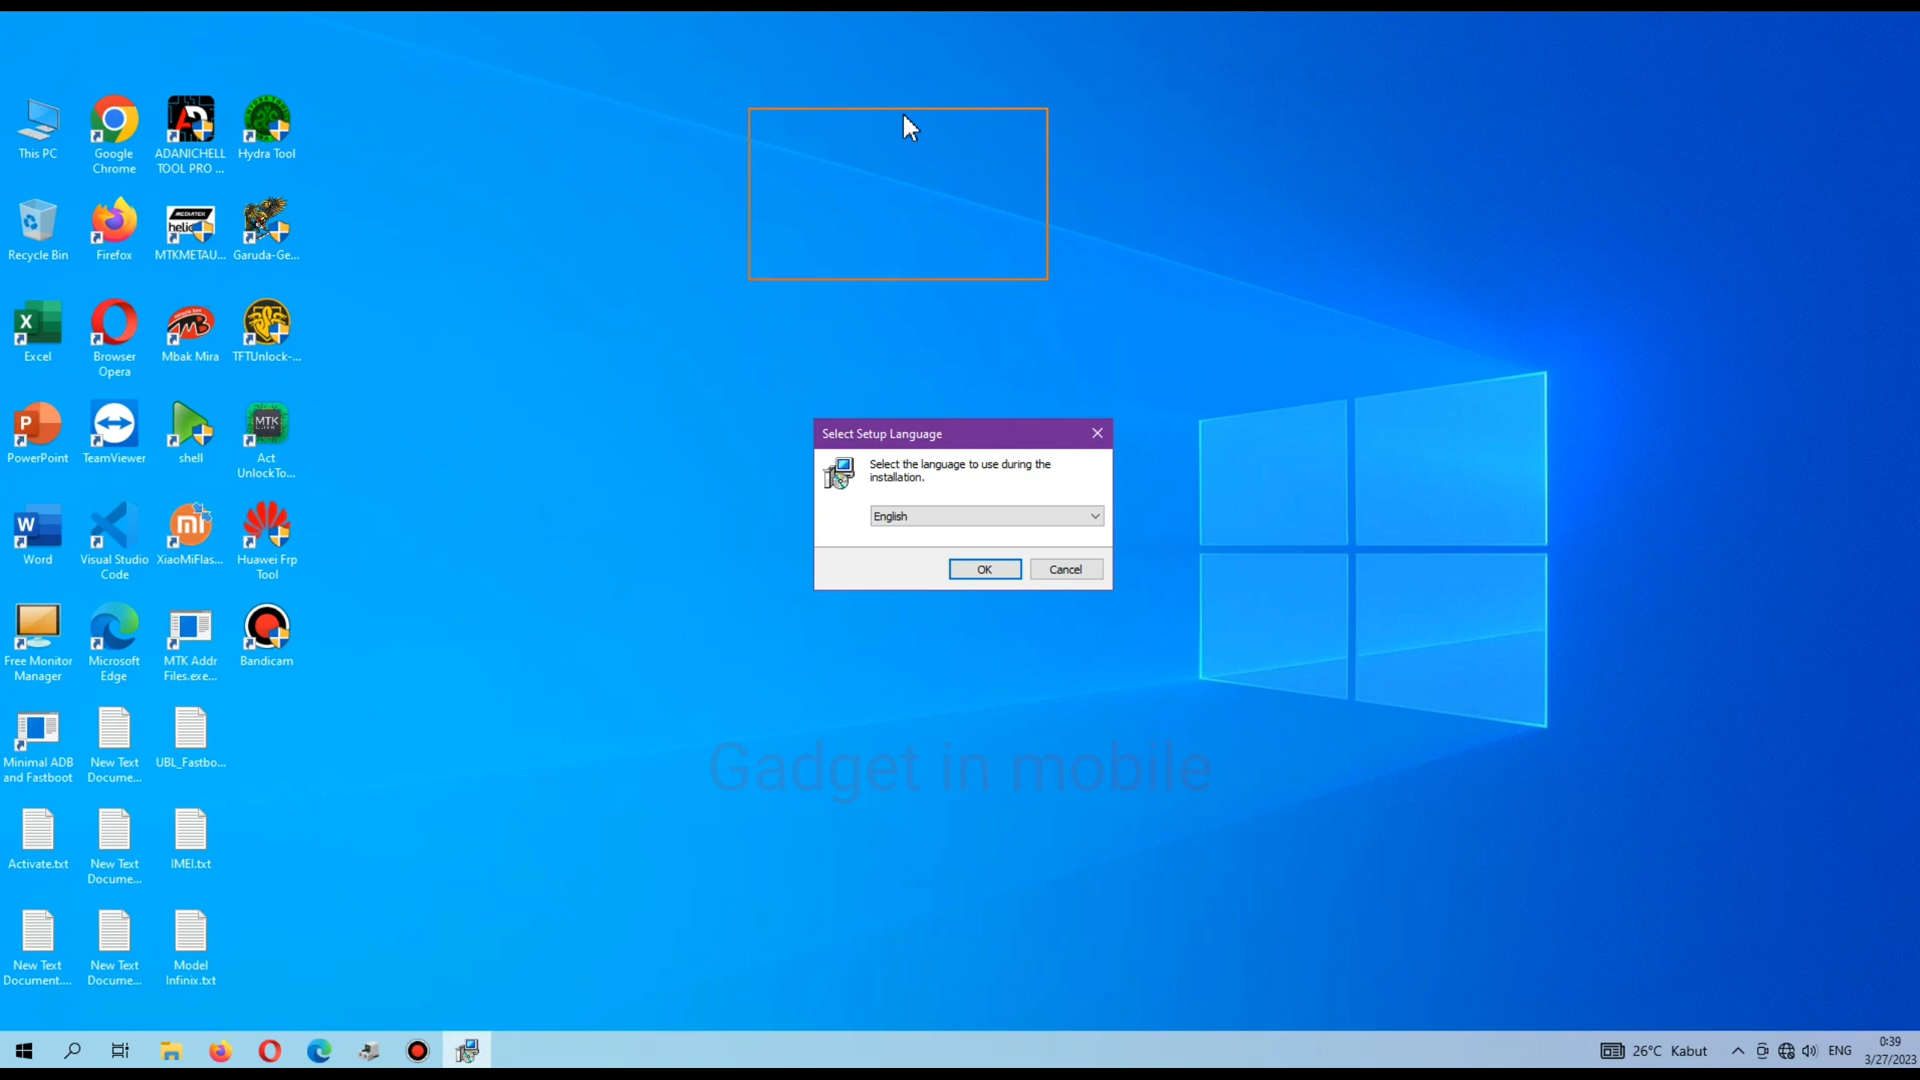 This PC
Google
Chrome
ADANICHELL
TOOL PRO ...
Hydra Tool
Recycle Bin
Firefox
MEDIATEK
helio
MTKMETAU...
Garuda-Ge...
Excel
Browser
Opera
Mbak Mira
TFTUnlock-...
PowerPoint
TeamViewer
shell
MTK
Act
UnlockTo...
Word
Visual Studio
Code
XiaoMiFlas...
Huawei Frp
Tool
Free Monitor
Manager
Microsoft
Edge
MTK Addr
Files.exe...
Bandicam
Minimal ADB
and Fastboot
New Text
Docume...
UBL_Fastbo...
Activate.txt
New Text
Docume...
IMEI.txt
New Text
Document....
New Text
Docume...
Model
Infinix.txt
Select Setup Language
Select the language to use during the
installation.
English
OK
Cancel
Gadget in mobile
26°C Kabut
ENG
0:39
3/27/2023